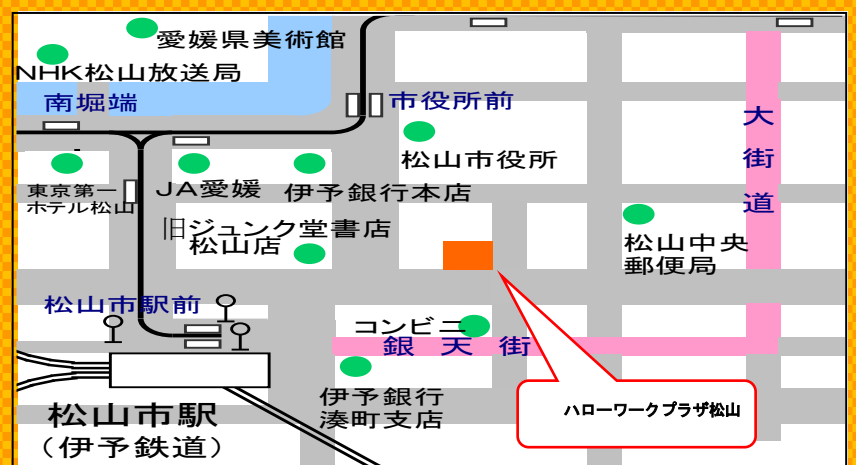 愛媛県美術館
NHK松山放送局
南堀端
市役所前
大街道
松山市役所
東京第一
ホテル松山
JA愛媛
伊予銀行本店
旧ジュンク堂書店
松山店
松山中央
郵便局
松山市駅前
コンビニ
銀天街
伊予銀行
湊町支店
ハローワークプラザ松山
松山市駅
（伊予鉄道）